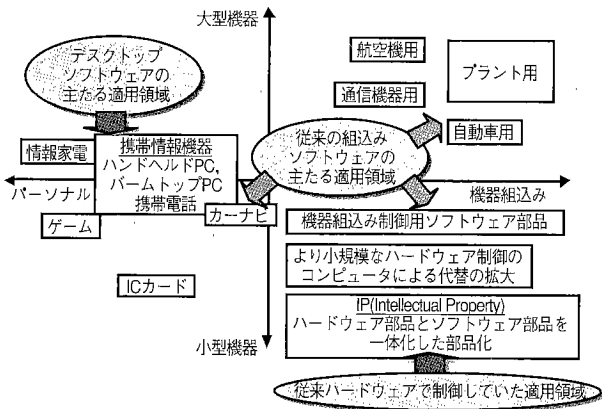 大型機器
デスクトップ
ソフトウェアの
主たる適用領域
航空機用
プラント用
通信機器用
自動車用
情報家電
携帯情報機器
ハンドヘルドPC,
パームトップPC
携帯電話
従来の組込み
ソフトウェアの
主たる適用領域
パーソナル
機器組込み
ゲーム
カーナビ
機器組込み制御用ソフトウェア部品
より小規模なハードウェア制御の
コンピュータによる代替の拡大
ICカード
IP(Intellectual Property)
ハードウェア部品とソフトウェア部品を
一体化した部品化
小型機器
従来ハードウェアで制御していた適用領域